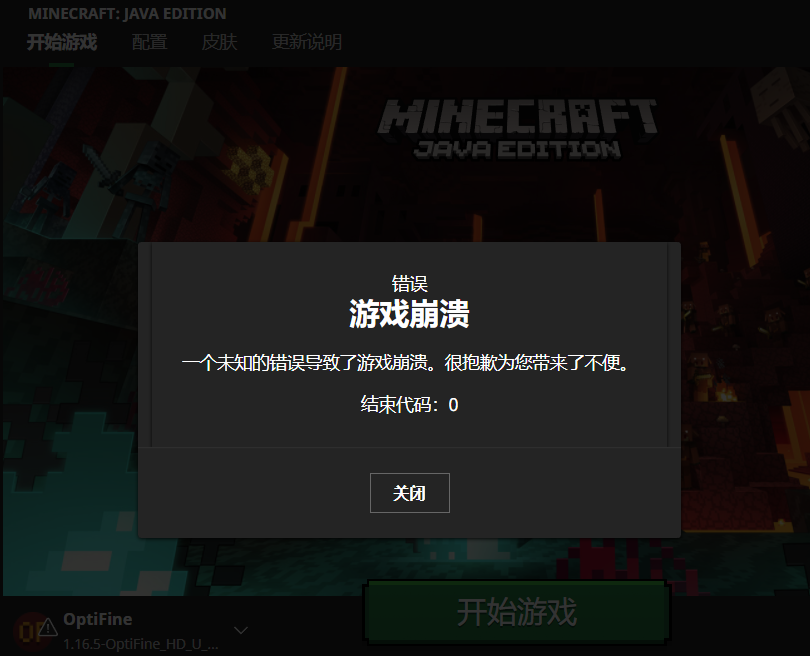 MINECRAFT: JAVA EDITION
开始游戏 配置 皮肤 更新说明
MINECRAFT
JAVA EDITION
错误
游戏崩溃
一个未知的错误导致了游戏崩溃。很抱歉为您带来了不便。
结束代码：0
关闭
开始游戏
OptiFine
1.16.5-OptiFine_HD_U_...